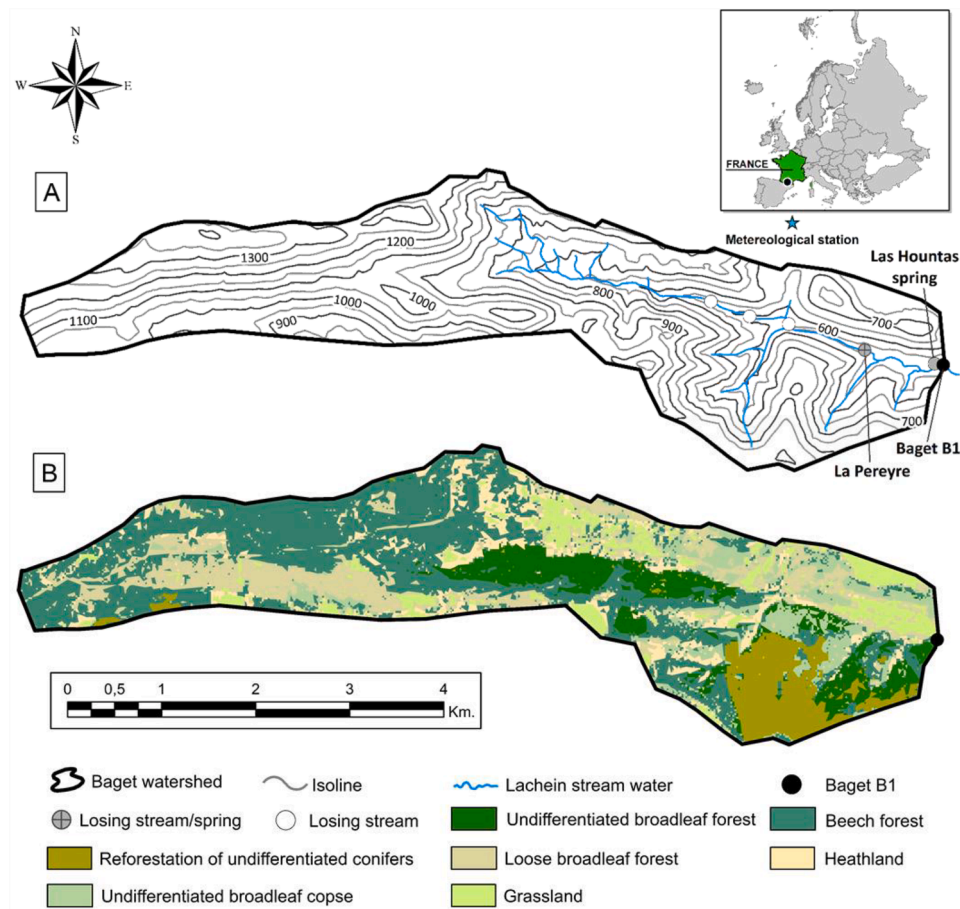 N
W
E
S
FRANCE
Metereological station
A
Las Hountas
spring
1300
1200
1100
1000
1000
900
800
900
600
700
700
Baget B1
La Pereyre
B
0 0,5 1 2 3 4
Km.
Baget watershed
Isoline
Lachein stream water
Baget B1
Losing stream/spring
Losing stream
Undifferentiated broadleaf forest
Beech forest
Reforestation of undifferentiated conifers
Loose broadleaf forest
Heathland
Undifferentiated broadleaf copse
Grassland